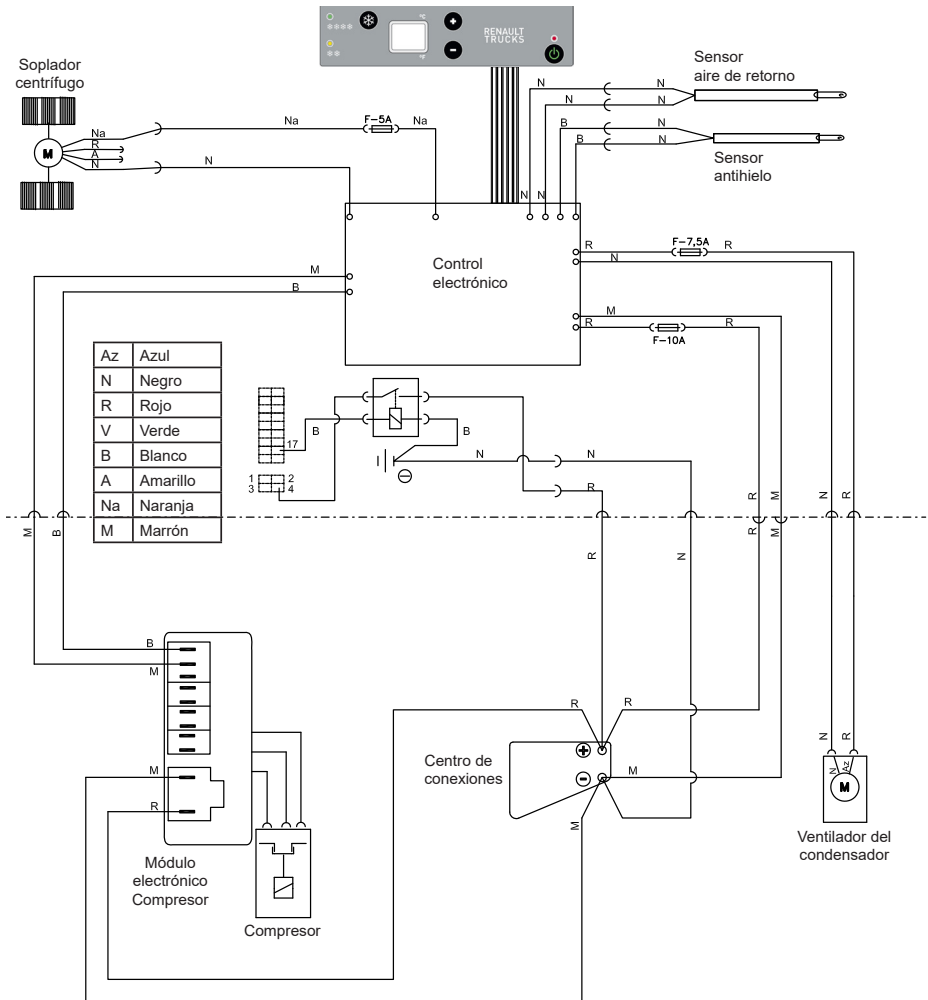 RENAULT
TRUCKS
Soplador
centrífugo
M
Na
R
A
N
Na
F-5A
Na
N
N
N
N
N
B
N
B
N
Sensor
aire de retorno
Sensor
antihielo
N
N
Control
electrónico
M
B
R
F-7,5A
R
N
M
R
F-10A
R
Az Azul
N Negro
R Rojo
V Verde
B Blanco
A Amarillo
Na Naranja
M Marrón
17
B
B
1 2
3 4
N
N
R
M
B
R
N
R
M
R
M
N
R
B
M
M
R
R
R
Centro de
conexiones
+
−
M
M
N
R
N
Az
M
Ventilador del
condensador
Módulo
electrónico
Compresor
Compresor